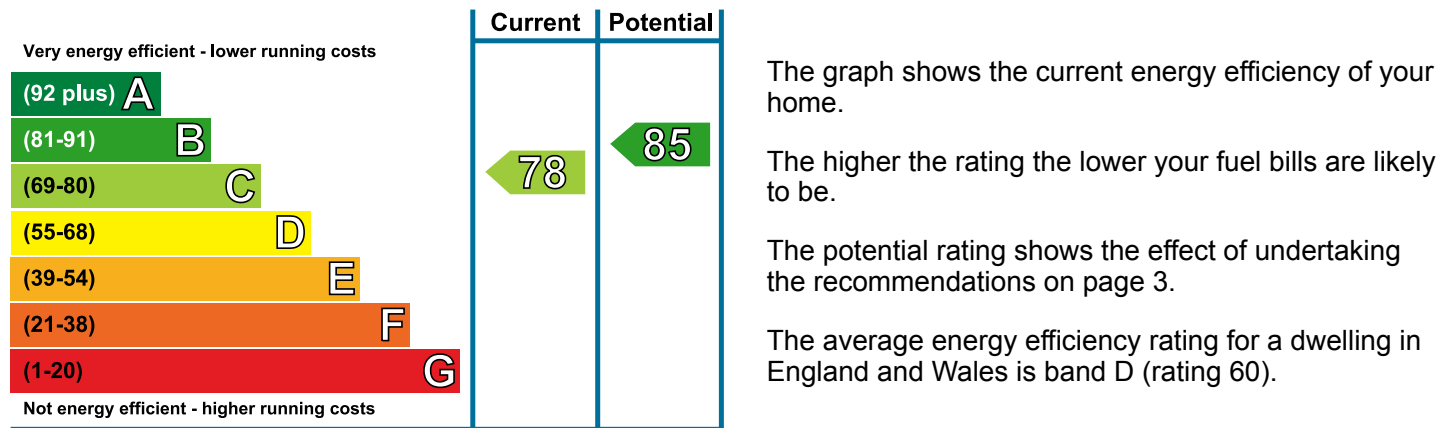 Current Potential
Very energy efficient - lower running costs
(92 plus) A
(81-91) B
(69-80) C
(55-68) D
(39-54) E
(21-38) F
(1-20) G
Not energy efficient - higher running costs
78
85
The graph shows the current energy efficiency of your
home.
The higher the rating the lower your fuel bills are likely
to be.
The potential rating shows the effect of undertaking
the recommendations on page 3.
The average energy efficiency rating for a dwelling in
England and Wales is band D (rating 60).